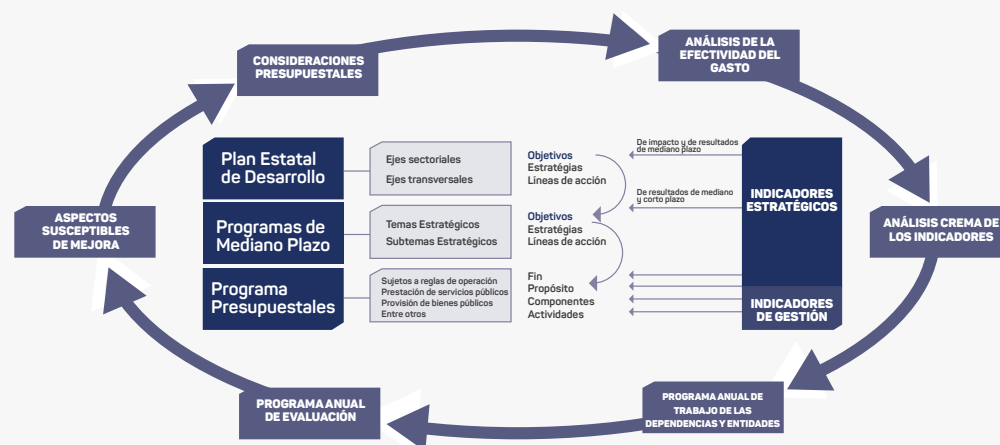 CONSIDERACIONES
PRESUPUESTALES
ANÁLISIS DE LA
EFECTIVIDAD DEL
GASTO
Plan Estatal
de Desarrollo
Ejes sectoriales
Ejes transversales
Objetivos
Estratégias
Líneas de acción
De impacto y de resultados
de mediano plazo
INDICADORES
ESTRATÉGICOS
ASPECTOS
SUSCEPTIBLES
DE MEJORA
Programas de
Mediano Plazo
Temas Estratégicos
Subtemas Estratégicos
Objetivos
Estratégias
Líneas de acción
De resultados de mediano
y corto plazo
ANÁLISIS CREMA DE
LOS INDICADORES
Programa
Presupuestales
Sujetos a reglas de operación
Prestación de servicios públicos
Provisión de bienes públicos
Entre otros
Fin
Propósito
Componentes
Actividades
INDICADORES
DE GESTIÓN
PROGRAMA ANUAL
DE EVALUACIÓN
PROGRAMA ANUAL DE
TRABAJO DE LAS
DEPENDENCIAS Y ENTIDADES